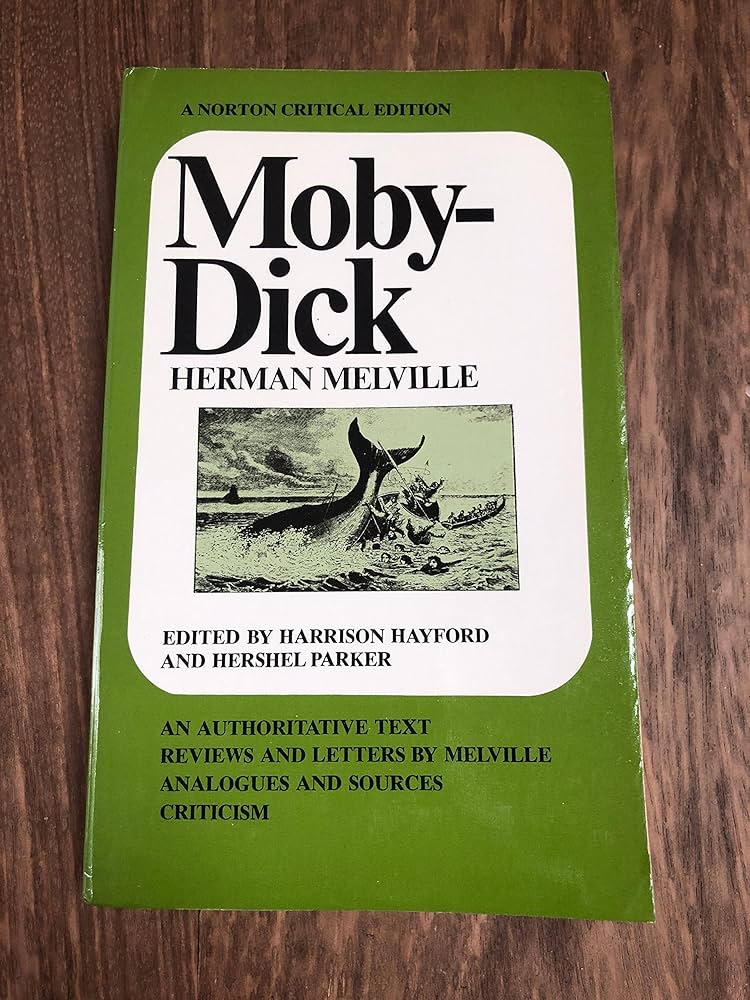 A NORTON CRITICAL EDITION
Moby-
Dick
HERMAN MELVILLE
EDITED BY HARRISON HAYFORD
AND HERSHEL PARKER
AN AUTHORITATIVE TEXT
REVIEWS AND LETTERS BY MELVILLE
ANALOGUES AND SOURCES
CRITICISM